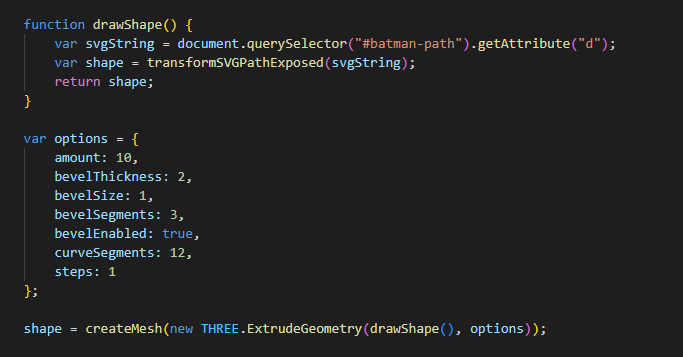 function drawShape() {
    var svgString = document.querySelector("#batman-path").getAttribute("d");
    var shape = transformSVGPathExposed(svgString);
    return shape;
}

var options = {
    amount: 10,
    bevelThickness: 2,
    bevelSize: 1,
    bevelSegments: 3,
    bevelEnabled: true,
    curveSegments: 12,
    steps: 1
};

shape = createMesh(new THREE.ExtrudeGeometry(drawShape(), options));